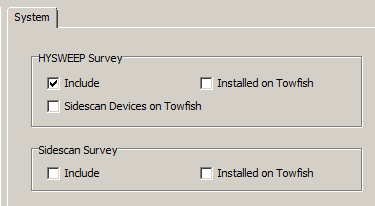 System
HYSWEEP Survey
Include Installed on Towfish
Sidescan Devices on Towfish
Sidescan Survey
Include Installed on Towfish